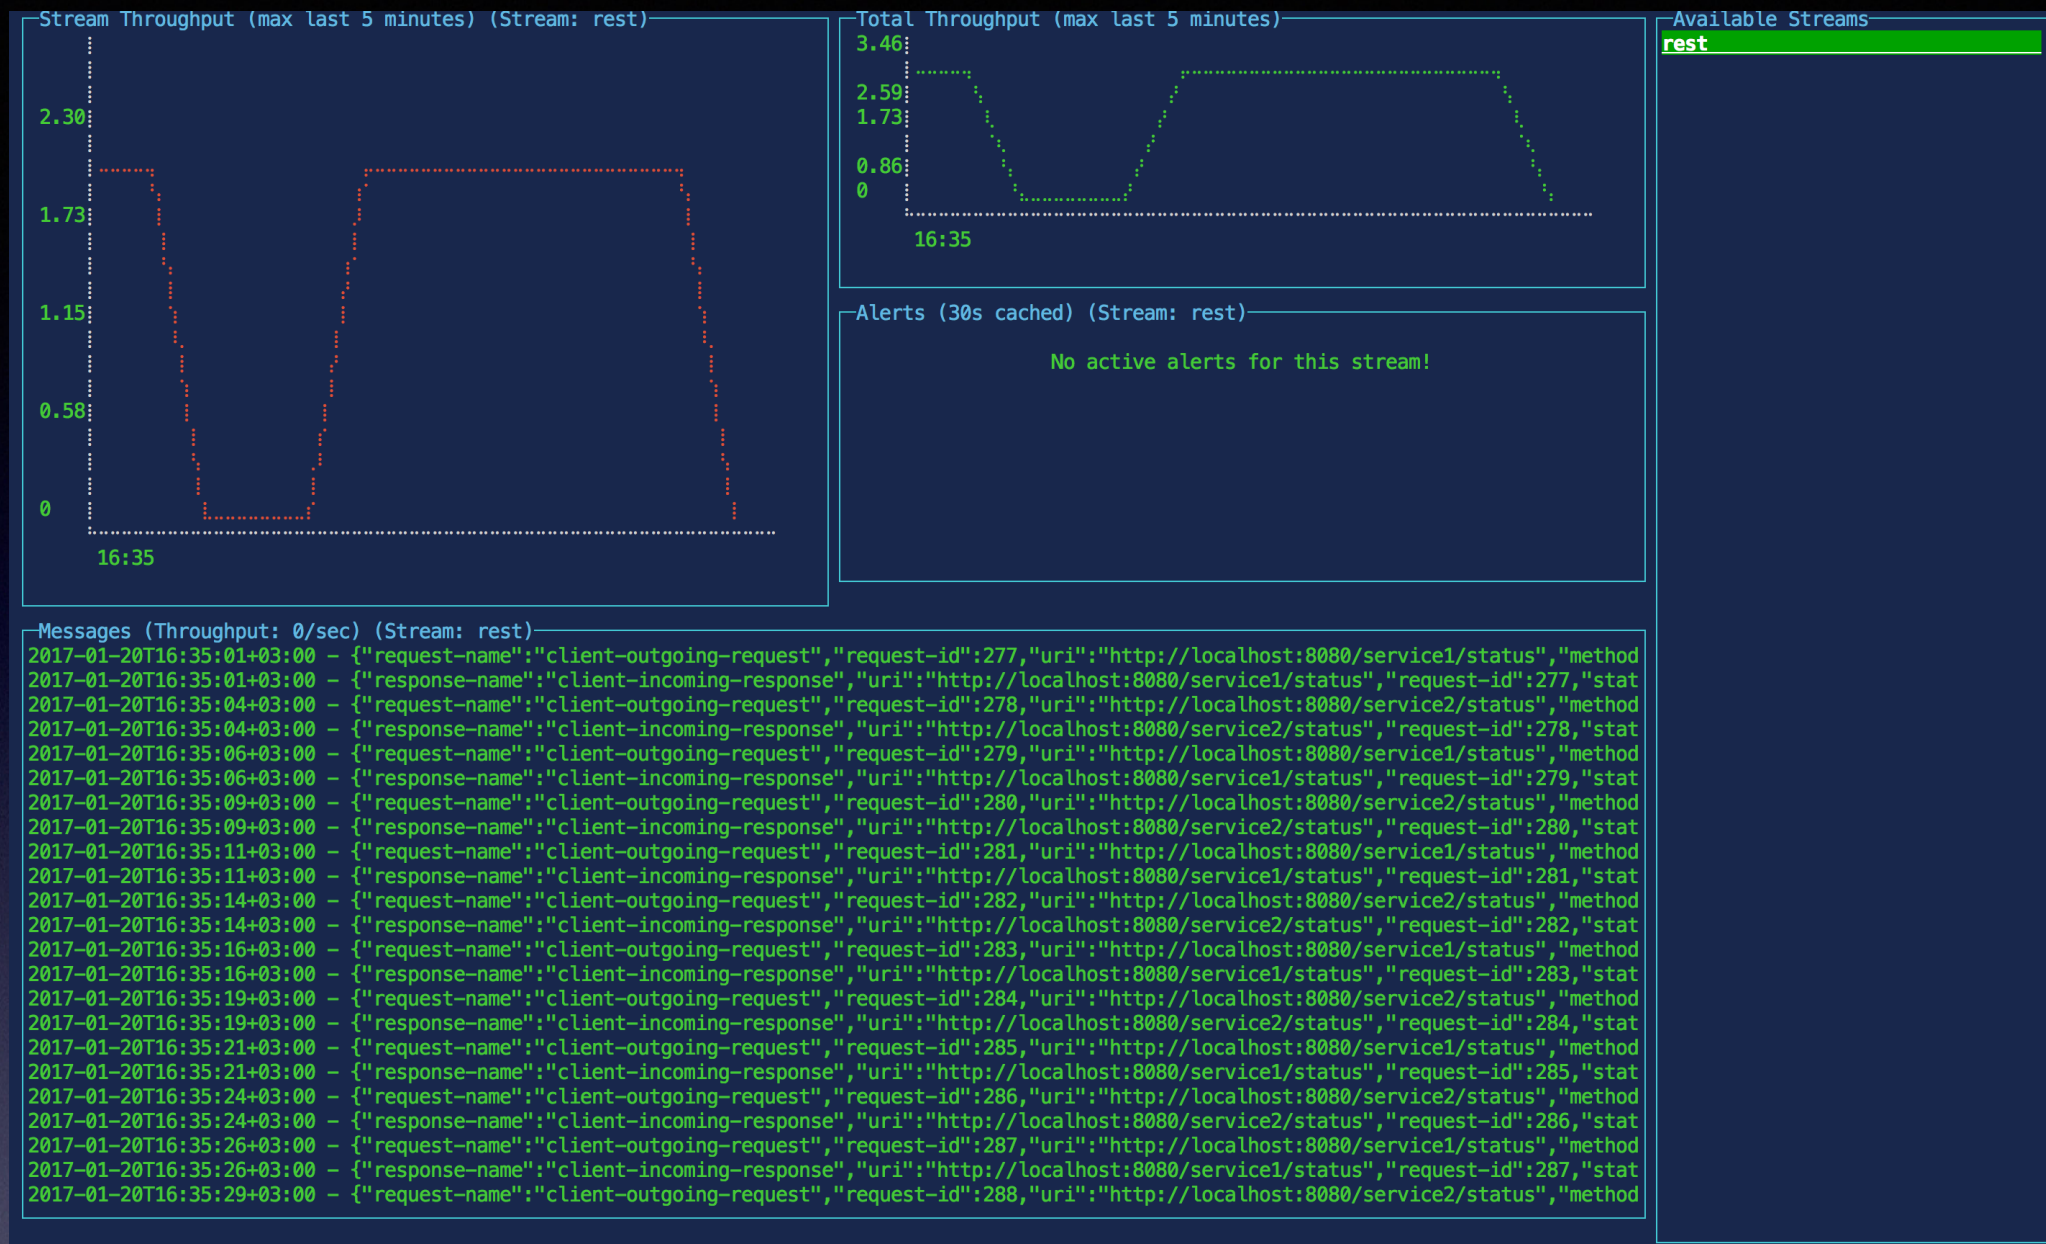 Stream Throughput (max last 5 minutes) (Stream: rest)
2.30
1.73
1.15
0.58
0
16:35
Total Throughput (max last 5 minutes)
3.46
2.59
1.73
0.86
0
16:35
Alerts (30s cached) (Stream: rest)
No active alerts for this stream!
Available Streams
rest
Messages (Throughput: 0/sec) (Stream: rest)
2017-01-20T16:35:01+03:00 - {"request-name":"client-outgoing-request","request-id":277,"uri":"http://localhost:8080/service1/status","method
2017-01-20T16:35:01+03:00 - {"response-name":"client-incoming-response","uri":"http://localhost:8080/service1/status","request-id":277,"stat
2017-01-20T16:35:04+03:00 - {"request-name":"client-outgoing-request","request-id":278,"uri":"http://localhost:8080/service2/status","method
2017-01-20T16:35:04+03:00 - {"response-name":"client-incoming-response","uri":"http://localhost:8080/service2/status","request-id":278,"stat
2017-01-20T16:35:06+03:00 - {"request-name":"client-outgoing-request","request-id":279,"uri":"http://localhost:8080/service1/status","method
2017-01-20T16:35:06+03:00 - {"response-name":"client-incoming-response","uri":"http://localhost:8080/service1/status","request-id":279,"stat
2017-01-20T16:35:09+03:00 - {"request-name":"client-outgoing-request","request-id":280,"uri":"http://localhost:8080/service2/status","method
2017-01-20T16:35:09+03:00 - {"response-name":"client-incoming-response","uri":"http://localhost:8080/service2/status","request-id":280,"stat
2017-01-20T16:35:11+03:00 - {"request-name":"client-outgoing-request","request-id":281,"uri":"http://localhost:8080/service1/status","method
2017-01-20T16:35:11+03:00 - {"response-name":"client-incoming-response","uri":"http://localhost:8080/service1/status","request-id":281,"stat
2017-01-20T16:35:14+03:00 - {"request-name":"client-outgoing-request","request-id":282,"uri":"http://localhost:8080/service2/status","method
2017-01-20T16:35:14+03:00 - {"response-name":"client-incoming-response","uri":"http://localhost:8080/service2/status","request-id":282,"stat
2017-01-20T16:35:16+03:00 - {"request-name":"client-outgoing-request","request-id":283,"uri":"http://localhost:8080/service1/status","method
2017-01-20T16:35:16+03:00 - {"response-name":"client-incoming-response","uri":"http://localhost:8080/service1/status","request-id":283,"stat
2017-01-20T16:35:19+03:00 - {"request-name":"client-outgoing-request","request-id":284,"uri":"http://localhost:8080/service2/status","method
2017-01-20T16:35:19+03:00 - {"response-name":"client-incoming-response","uri":"http://localhost:8080/service2/status","request-id":284,"stat
2017-01-20T16:35:21+03:00 - {"request-name":"client-outgoing-request","request-id":285,"uri":"http://localhost:8080/service1/status","method
2017-01-20T16:35:21+03:00 - {"response-name":"client-incoming-response","uri":"http://localhost:8080/service1/status","request-id":285,"stat
2017-01-20T16:35:24+03:00 - {"request-name":"client-outgoing-request","request-id":286,"uri":"http://localhost:8080/service2/status","method
2017-01-20T16:35:24+03:00 - {"response-name":"client-incoming-response","uri":"http://localhost:8080/service2/status","request-id":286,"stat
2017-01-20T16:35:26+03:00 - {"request-name":"client-outgoing-request","request-id":287,"uri":"http://localhost:8080/service1/status","method
2017-01-20T16:35:26+03:00 - {"response-name":"client-incoming-response","uri":"http://localhost:8080/service1/status","request-id":287,"stat
2017-01-20T16:35:29+03:00 - {"request-name":"client-outgoing-request","request-id":288,"uri":"http://localhost:8080/service2/status","method